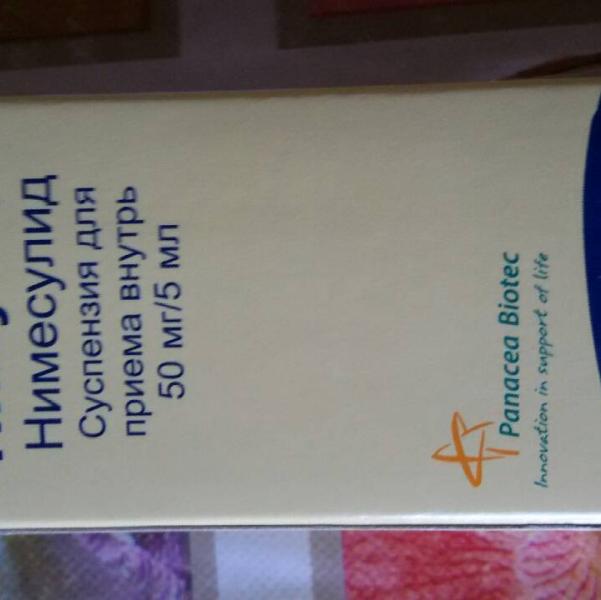 Нимесулид
Суспензия для
приема внутрь
50 мг/5 мл
Panacea Biotec
Innovation in support of life